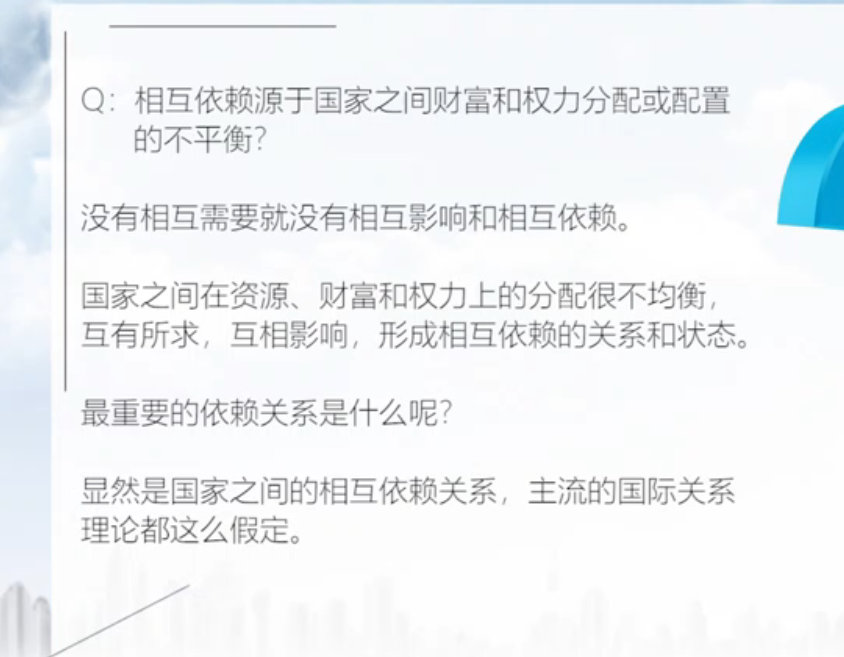 Q：相互依赖源于国家之间财富和权力分配或配置
的不平衡？
没有相互需要就没有相互影响和相互依赖。
国家之间在资源、财富和权力上的分配很不均衡，
互有所求，互相影响，形成相互依赖的关系和状态。
最重要的依赖关系是什么呢？
显然是国家之间的相互依赖关系，主流的国际关系
理论都这么假定。